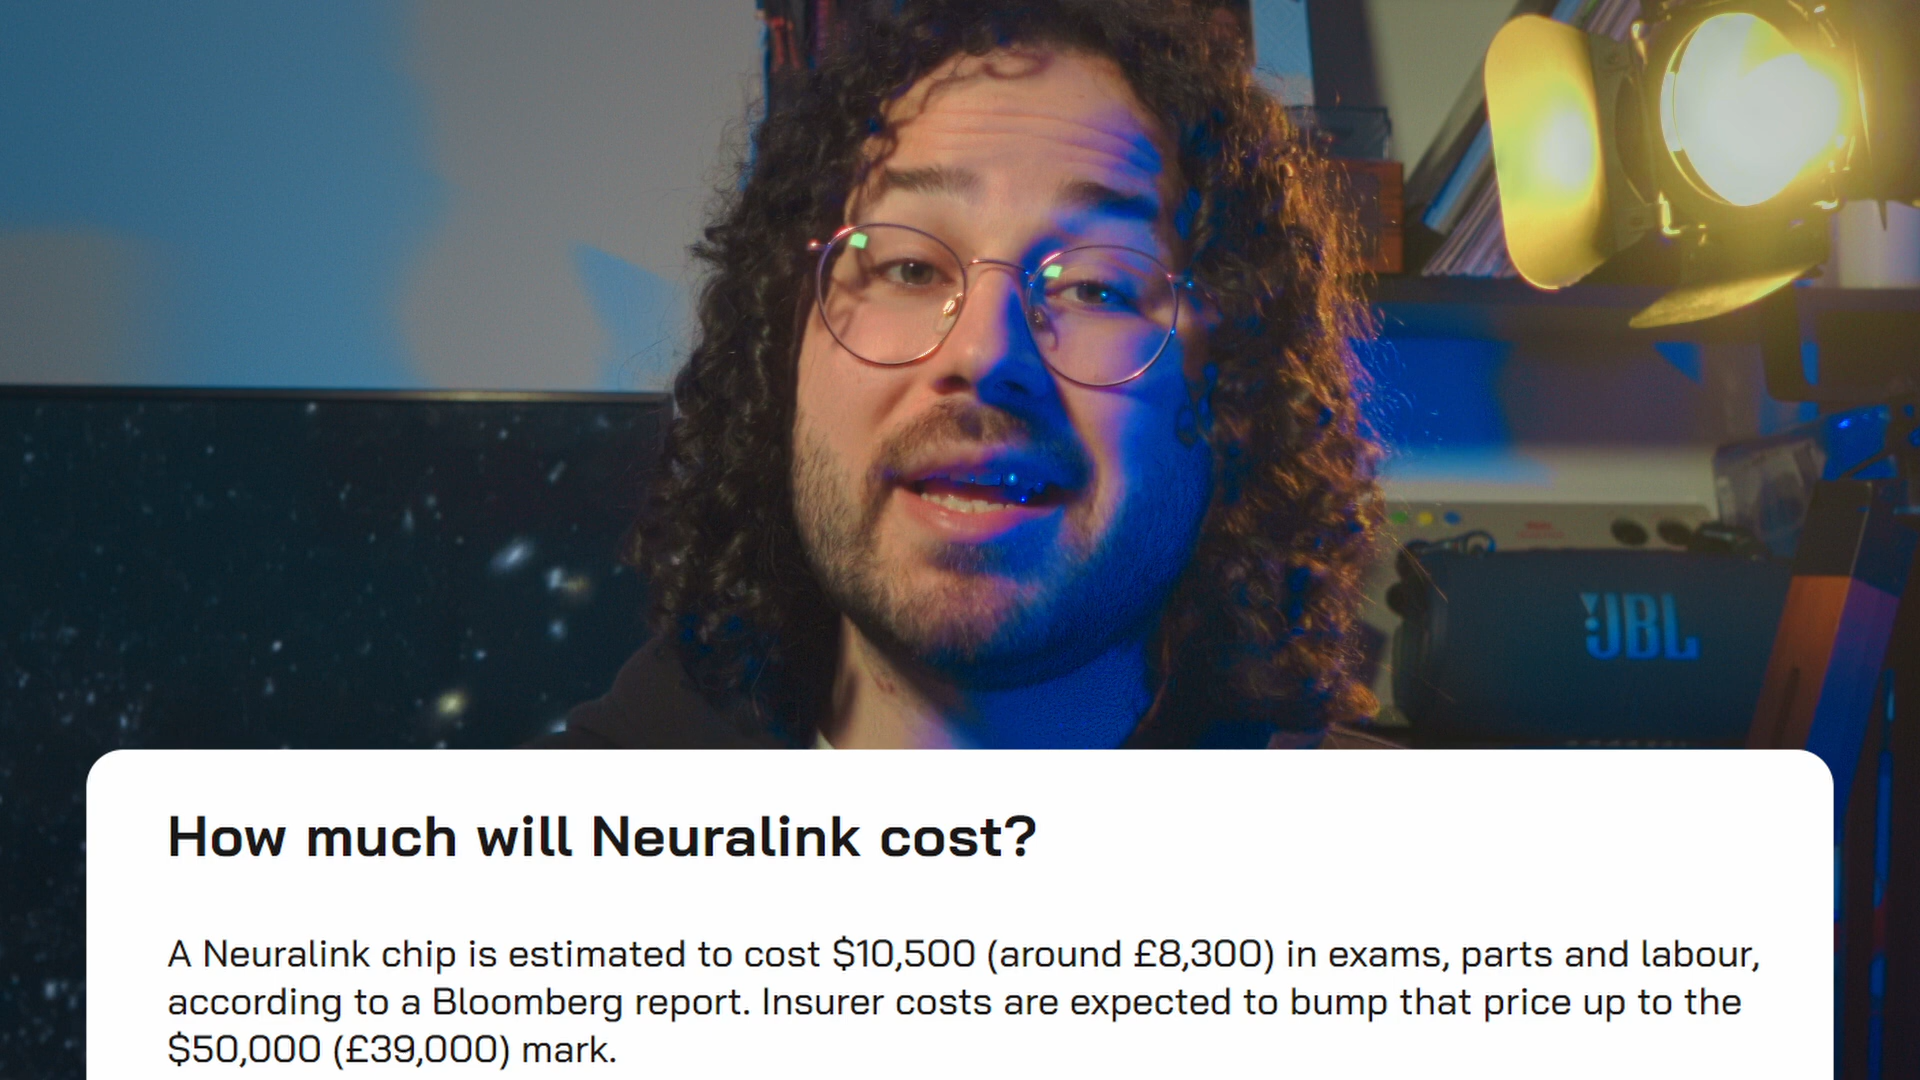 JBL
How much will Neuralink cost?
A Neuralink chip is estimated to cost $10,500 (around £8,300) in exams, parts and labour,
according to a Bloomberg report. Insurer costs are expected to bump that price up to the
$50,000 (£39,000) mark.